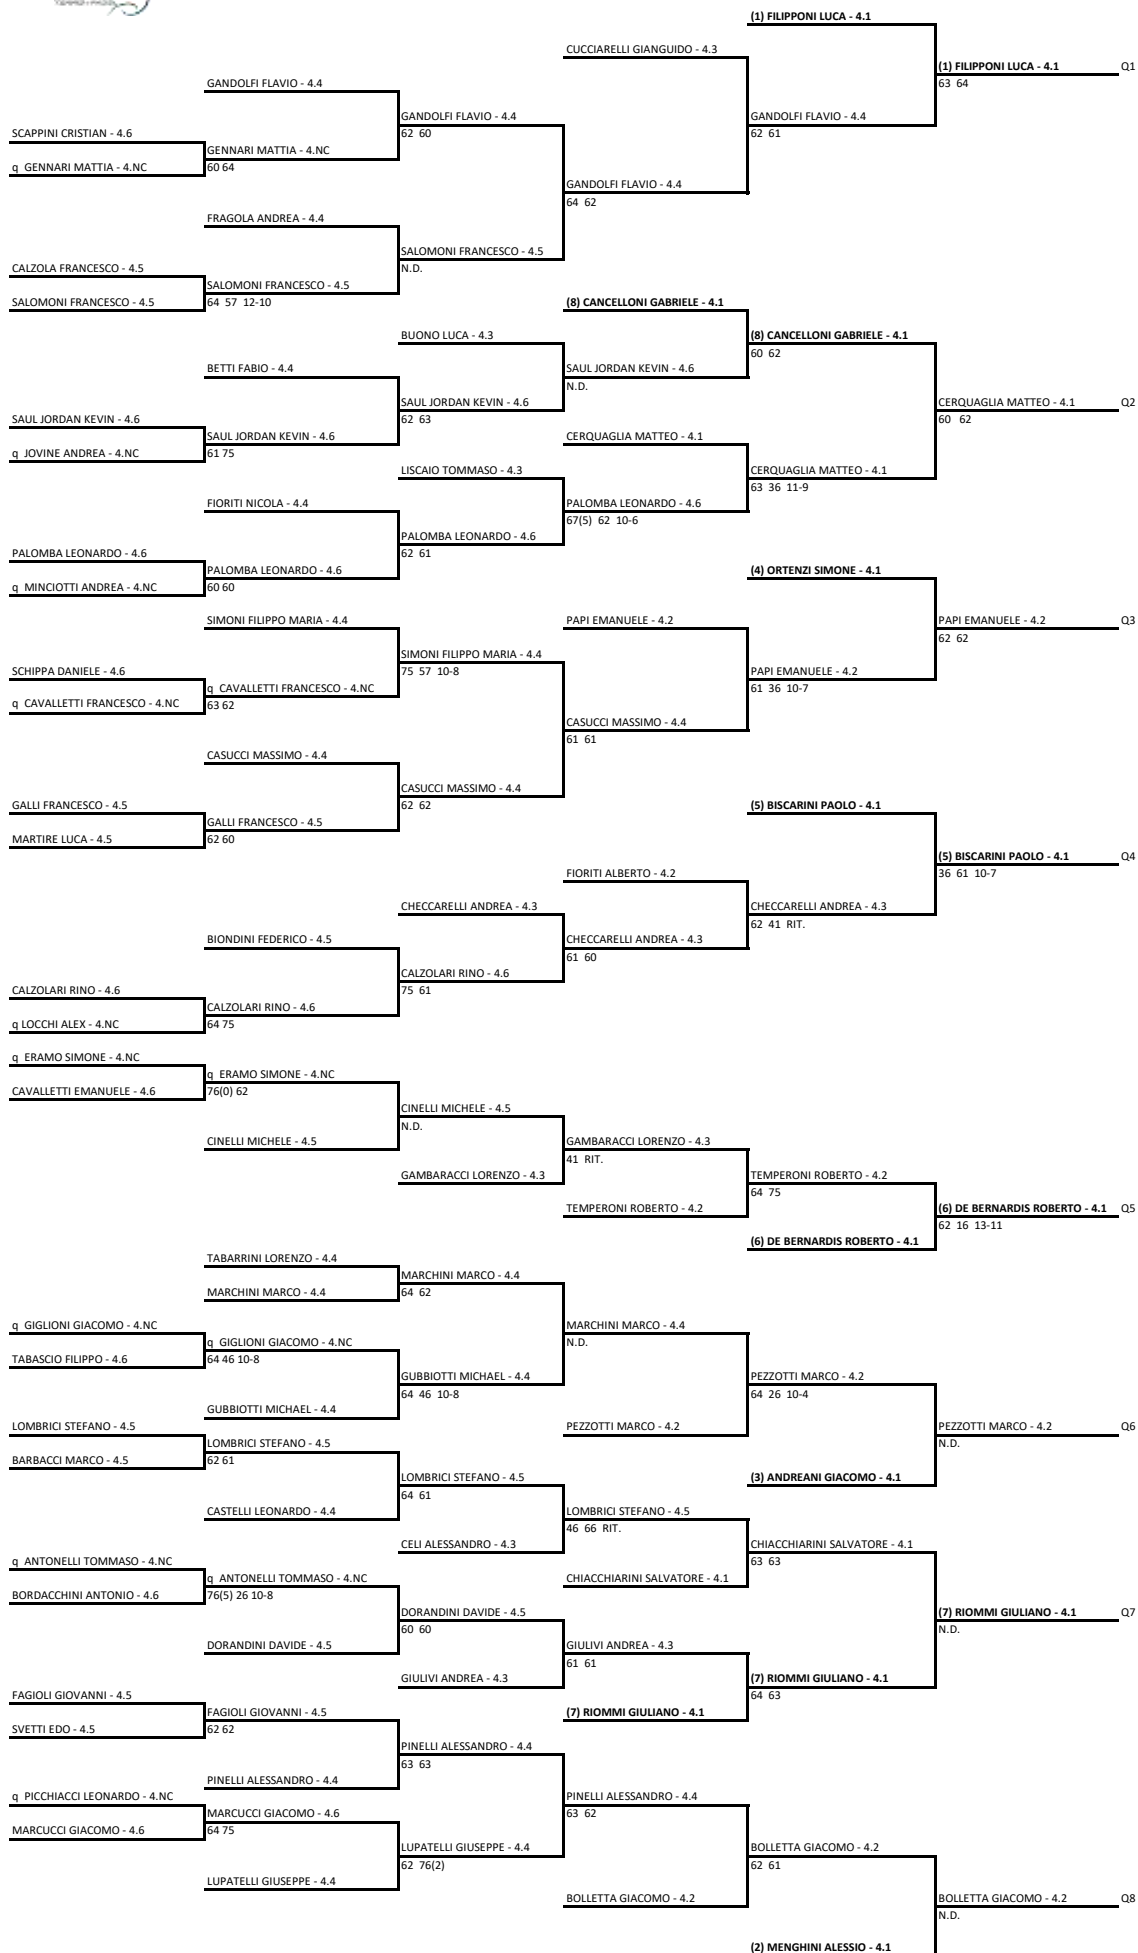 (1) FILIPPONI LUCA - 4.1
CUCCIARELLI GIANGUIDO - 4.3
(1) FILIPPONI LUCA - 4.1 Q1
63 64
GANDOLFI FLAVIO - 4.4
GANDOLFI FLAVIO - 4.4
62 60
GANDOLFI FLAVIO - 4.4
62 61
SCAPPINI CRISTIAN - 4.6
GENNARI MATTIA - 4.NC
60 64
q GENNARI MATTIA - 4.NC
GANDOLFI FLAVIO - 4.4
64 62
FRAGOLA ANDREA - 4.4
SALOMONI FRANCESCO - 4.5
N.D.
CALZOLA FRANCESCO - 4.5
SALOMONI FRANCESCO - 4.5
64 57 12-10
SALOMONI FRANCESCO - 4.5
(8) CANCELLONI GABRIELE - 4.1
BUONO LUCA - 4.3
(8) CANCELLONI GABRIELE - 4.1
60 62
BETTI FABIO - 4.4
SAUL JORDAN KEVIN - 4.6
N.D.
SAUL JORDAN KEVIN - 4.6
62 63
CERQUAGLIA MATTEO - 4.1 Q2
60 62
SAUL JORDAN KEVIN - 4.6
SAUL JORDAN KEVIN - 4.6
61 75
q JOVINE ANDREA - 4.NC
CERQUAGLIA MATTEO - 4.1
LISCAIO TOMMASO - 4.3
CERQUAGLIA MATTEO - 4.1
63 36 11-9
FIORITI NICOLA - 4.4
PALOMBA LEONARDO - 4.6
67(5) 62 10-6
PALOMBA LEONARDO - 4.6
62 61
PALOMBA LEONARDO - 4.6
PALOMBA LEONARDO - 4.6
60 60
q MINCIOTTI ANDREA - 4.NC
(4) ORTENZI SIMONE - 4.1
SIMONI FILIPPO MARIA - 4.4
PAPI EMANUELE - 4.2
PAPI EMANUELE - 4.2 Q3
62 62
SIMONI FILIPPO MARIA - 4.4
75 57 10-8
SCHIPPA DANIELE - 4.6
PAPI EMANUELE - 4.2
61 36 10-7
q CAVALLETTI FRANCESCO - 4.NC
63 62
q CAVALLETTI FRANCESCO - 4.NC
CASUCCI MASSIMO - 4.4
61 61
CASUCCI MASSIMO - 4.4
CASUCCI MASSIMO - 4.4
62 62
GALLI FRANCESCO - 4.5
(5) BISCARINI PAOLO - 4.1
GALLI FRANCESCO - 4.5
62 60
MARTIRE LUCA - 4.5
(5) BISCARINI PAOLO - 4.1 Q4
36 61 10-7
FIORITI ALBERTO - 4.2
CHECCARELLI ANDREA - 4.3
CHECCARELLI ANDREA - 4.3
62 41 RIT.
BIONDINI FEDERICO - 4.5
CHECCARELLI ANDREA - 4.3
61 60
CALZOLARI RINO - 4.6
75 61
CALZOLARI RINO - 4.6
CALZOLARI RINO - 4.6
64 75
q LOCCHI ALEX - 4.NC
q ERAMO SIMONE - 4.NC
q ERAMO SIMONE - 4.NC
76(0) 62
CAVALLETTI EMANUELE - 4.6
CINELLI MICHELE - 4.5
N.D.
CINELLI MICHELE - 4.5
GAMBARACCI LORENZO - 4.3
41 RIT.
GAMBARACCI LORENZO - 4.3
TEMPERONI ROBERTO - 4.2
64 75
TEMPERONI ROBERTO - 4.2
(6) DE BERNARDIS ROBERTO - 4.1 Q5
62 16 13-11
(6) DE BERNARDIS ROBERTO - 4.1
TABARRINI LORENZO - 4.4
MARCHINI MARCO - 4.4
64 62
MARCHINI MARCO - 4.4
q GIGLIONI GIACOMO - 4.NC
MARCHINI MARCO - 4.4
N.D.
q GIGLIONI GIACOMO - 4.NC
64 46 10-8
TABASCIO FILIPPO - 4.6
GUBBIOTTI MICHAEL - 4.4
64 46 10-8
PEZZOTTI MARCO - 4.2
64 26 10-4
GUBBIOTTI MICHAEL - 4.4
LOMBRICI STEFANO - 4.5
PEZZOTTI MARCO - 4.2
PEZZOTTI MARCO - 4.2 Q6
N.D.
LOMBRICI STEFANO - 4.5
62 61
BARBACCI MARCO - 4.5
LOMBRICI STEFANO - 4.5
64 61
(3) ANDREANI GIACOMO - 4.1
CASTELLI LEONARDO - 4.4
LOMBRICI STEFANO - 4.5
46 66 RIT.
CELI ALESSANDRO - 4.3
CHIACCHIARINI SALVATORE - 4.1
63 63
q ANTONELLI TOMMASO - 4.NC
q ANTONELLI TOMMASO - 4.NC
76(5) 26 10-8
CHIACCHIARINI SALVATORE - 4.1
BORDACCHINI ANTONIO - 4.6
DORANDINI DAVIDE - 4.5
60 60
(7) RIOMMI GIULIANO - 4.1 Q7
N.D.
DORANDINI DAVIDE - 4.5
GIULIVI ANDREA - 4.3
61 61
GIULIVI ANDREA - 4.3
(7) RIOMMI GIULIANO - 4.1
64 63
FAGIOLI GIOVANNI - 4.5
FAGIOLI GIOVANNI - 4.5
62 62
(7) RIOMMI GIULIANO - 4.1
SVETTI EDO - 4.5
PINELLI ALESSANDRO - 4.4
63 63
PINELLI ALESSANDRO - 4.4
q PICCHIACCI LEONARDO - 4.NC
PINELLI ALESSANDRO - 4.4
63 62
MARCUCCI GIACOMO - 4.6
64 75
MARCUCCI GIACOMO - 4.6
LUPATELLI GIUSEPPE - 4.4
62 76(2)
BOLLETTA GIACOMO - 4.2
62 61
LUPATELLI GIUSEPPE - 4.4
BOLLETTA GIACOMO - 4.2
BOLLETTA GIACOMO - 4.2 Q8
N.D.
(2) MENGHINI ALESSIO - 4.1